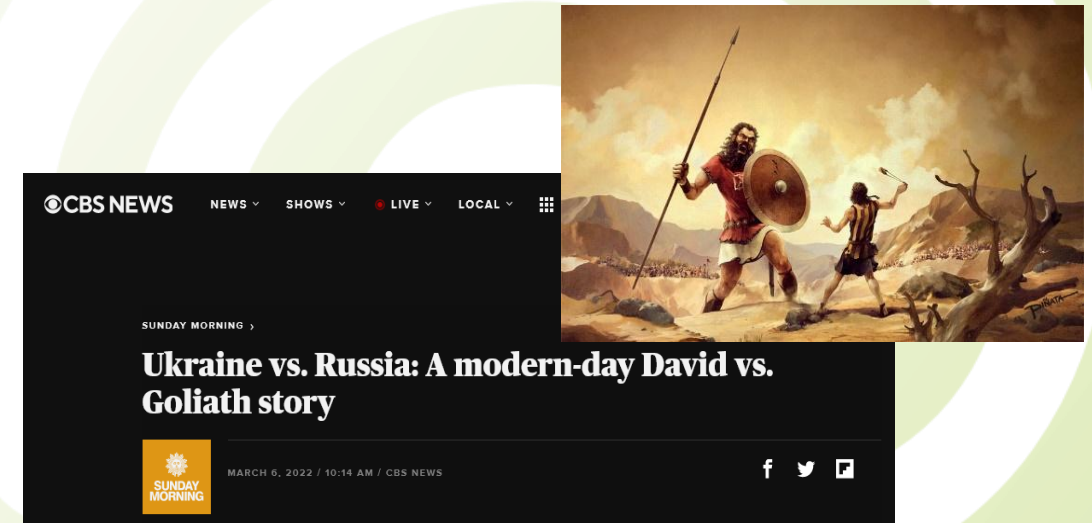 CBS NEWS
NEWS SHOWS LIVE LOCAL
SUNDAY MORNING
Ukraine vs. Russia: A modern-day David vs.
Goliath story
SUNDAY
MORNING
MARCH 6, 2022 / 10:14 AM / CBS NEWS